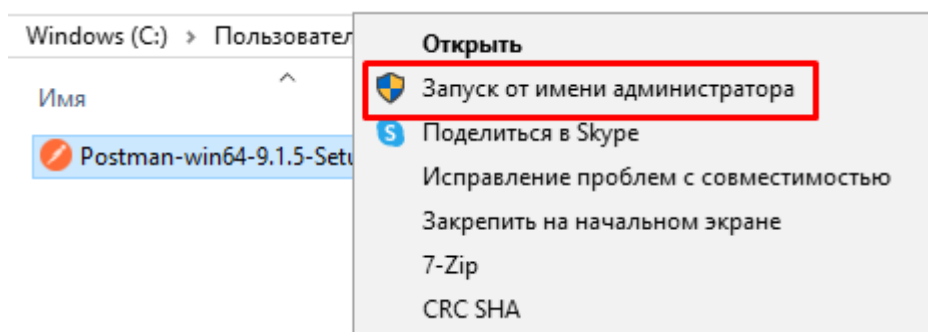 Windows (C:) > Пользовател
Имя
Postman-win64-9.1.5-Setu
Открыть
Запуск от имени администратора
Поделиться в Skype
Исправление проблем с совместимостью
Закрепить на начальном экране
7-Zip
CRC SHA